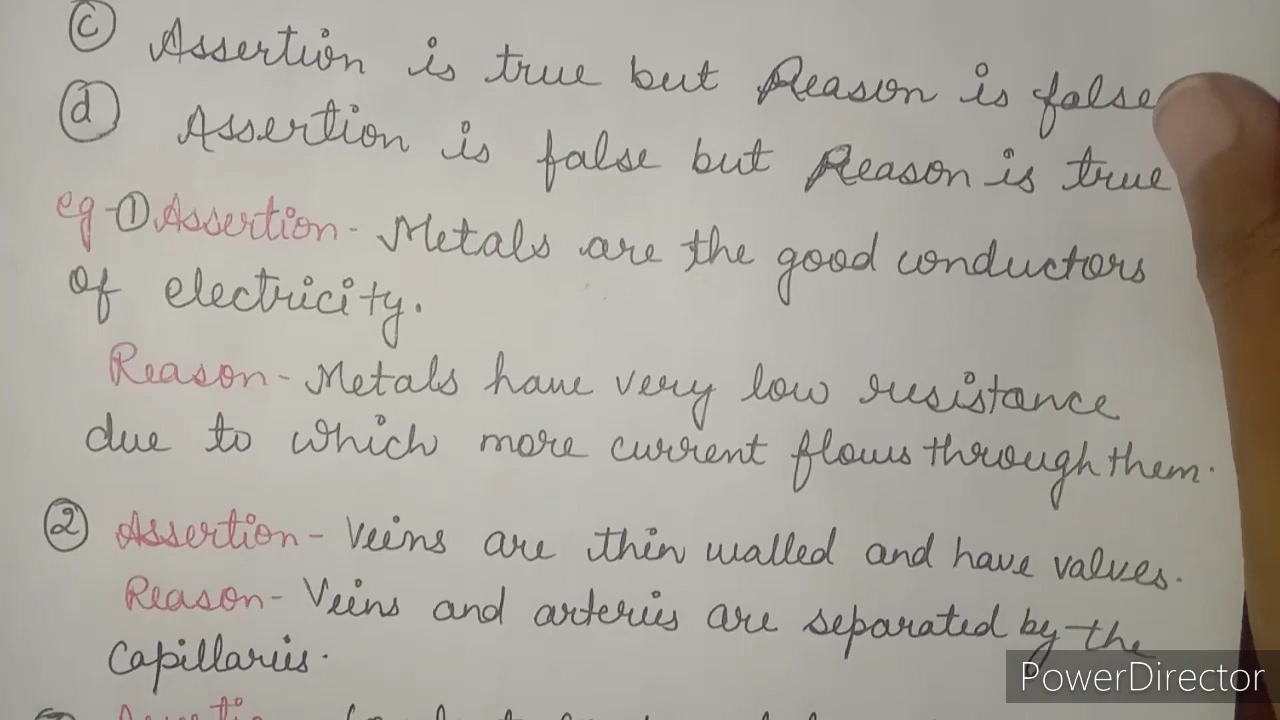 c Assertion is true but Reason is false
d Assertion is false but Reason is true
eg - 1 Assertion - Metals are the good conductors
of electricity.
Reason - Metals have very low resistance
due to which more current flows through them.
2 Assertion - Veins are thin walled and have valves.
Reason - Veins and arteries are separated by the
capillaries.
PowerDirector